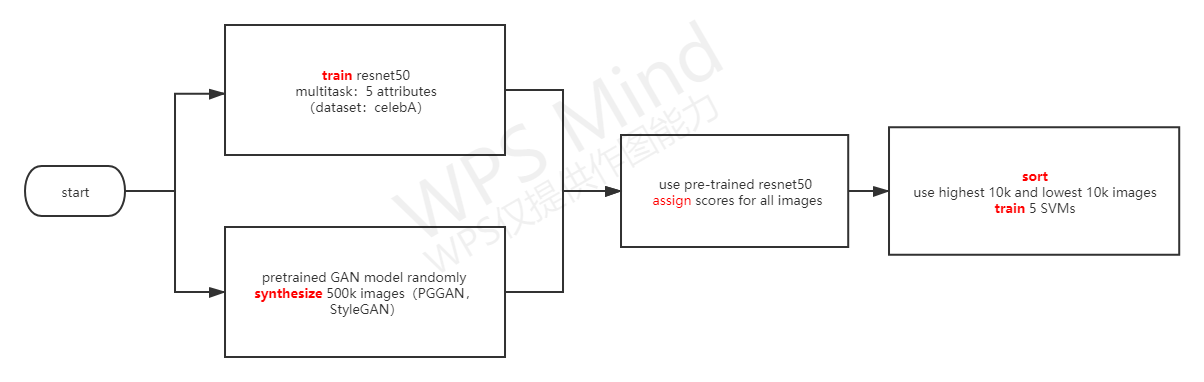 start
train resnet50
multitask：5 attributes
（dataset：celebA）
pretrained GAN model randomly
synthesize 500k images（PGGAN，
StyleGAN）
use pre-trained resnet50
assign scores for all images
sort
use highest 10k and lowest 10k images
train 5 SVMs
WPS Mind
WPS仅提供作图能力